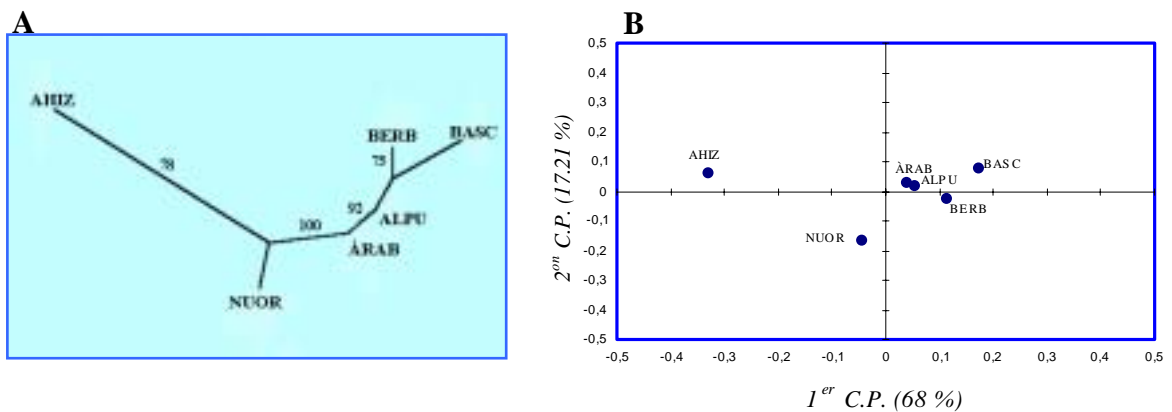 A
AHIZ
BERB
BASC
78
75
92
ALPU
100
ÀRAB
NUOR
B
0,5
0,4
0,3
0,2
0,1
0
-0,1
-0,2
-0,3
-0,4
-0,5
2on C.P. (17.21 %)
AHIZ
ÀRAB
ALPU
BASC
BERB
NUOR
-0,5 -0,4 -0,3 -0,2 -0,1 0 0,1 0,2 0,3 0,4 0,5
1er C.P. (68 %)